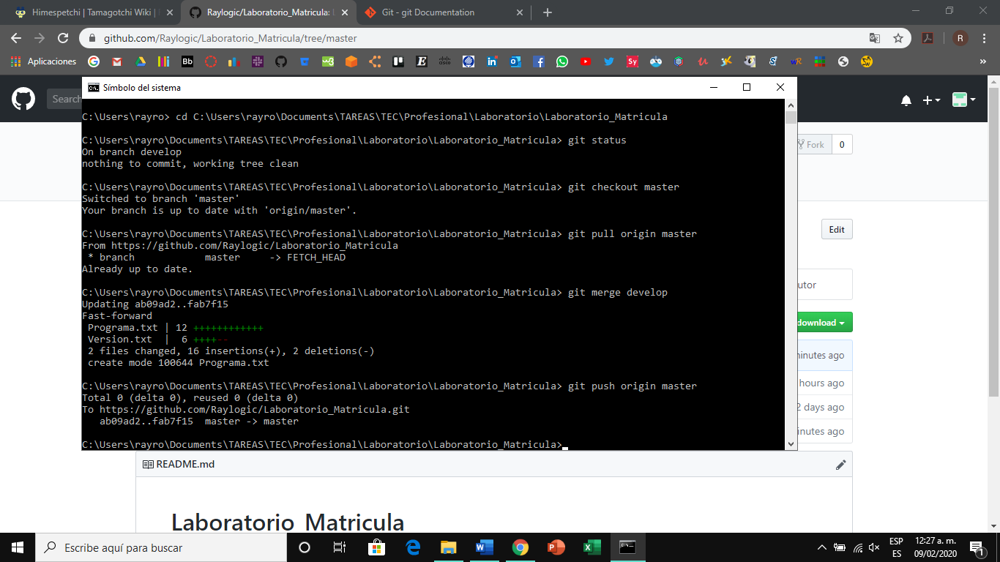 Himespetchi | Tamagotchi Wiki |
Raylogic/Laboratorio_Matricula:
Git - git Documentation
github.com/Raylogic/Laboratorio_Matricula/tree/master
R
Aplicaciones
Símbolo del sistema
Search
Fork 0
C:\Users\rayro> cd C:\Users\rayro\Documents\TAREAS\TEC\Profesional\Laboratorio\Laboratorio_Matricula
C:\Users\rayro\Documents\TAREAS\TEC\Profesional\Laboratorio\Laboratorio_Matricula> git status
On branch develop
nothing to commit, working tree clean
C:\Users\rayro\Documents\TAREAS\TEC\Profesional\Laboratorio\Laboratorio_Matricula> git checkout master
Switched to branch 'master'
Your branch is up to date with 'origin/master'.
C:\Users\rayro\Documents\TAREAS\TEC\Profesional\Laboratorio\Laboratorio_Matricula> git pull origin master
From https://github.com/Raylogic/Laboratorio_Matricula
 * branch            master     -> FETCH_HEAD
Already up to date.
C:\Users\rayro\Documents\TAREAS\TEC\Profesional\Laboratorio\Laboratorio_Matricula> git merge develop
Updating ab09ad2..fab7f15
Fast-forward
 Programa.txt | 12 ++++++++++++
 Version.txt  |  6 ++++--
 2 files changed, 16 insertions(+), 2 deletions(-)
 create mode 100644 Programa.txt
C:\Users\rayro\Documents\TAREAS\TEC\Profesional\Laboratorio\Laboratorio_Matricula> git push origin master
Total 0 (delta 0), reused 0 (delta 0)
To https://github.com/Raylogic/Laboratorio_Matricula.git
   ab09ad2..fab7f15  master -> master
C:\Users\rayro\Documents\TAREAS\TEC\Profesional\Laboratorio\Laboratorio_Matricula>
Edit
utor
download
inutes ago
hours ago
2 days ago
inutes ago
README.md
Laboratorio_Matricula
Escribe aquí para buscar
ESP
ES
12:27 a. m.
09/02/2020
1